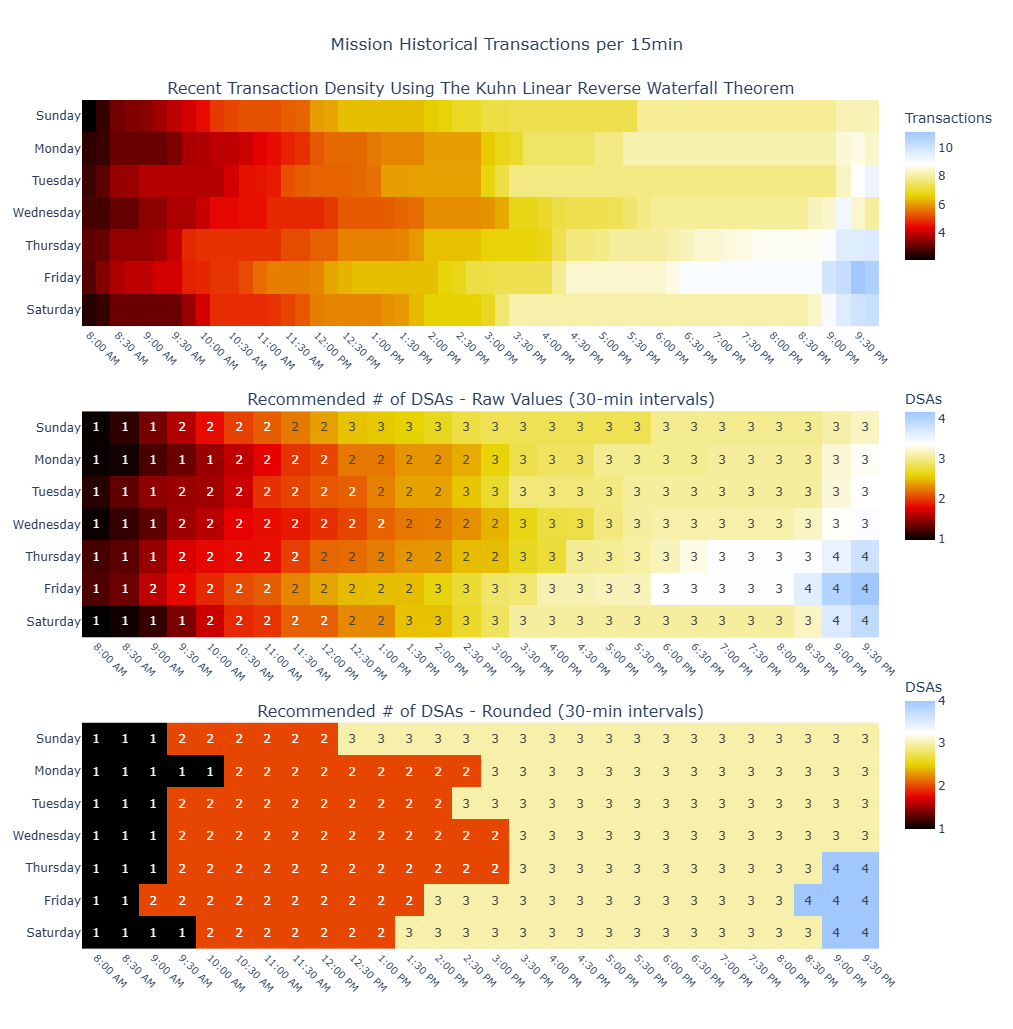 Mission Historical Transactions per 15min
Recent Transaction Density Using The Kuhn Linear Reverse Waterfall Theorem
Sunday
Monday
Tuesday
Wednesday
Thursday
Friday
Saturday
8:00 AM 8:30 AM 9:00 AM 9:30 AM 10:00 AM 10:30 AM 11:00 AM 11:30 AM 12:00 PM 12:30 PM 1:00 PM 1:30 PM 2:00 PM 2:30 PM 3:00 PM 3:30 PM 4:00 PM 4:30 PM 5:00 PM 5:30 PM 6:00 PM 6:30 PM 7:00 PM 7:30 PM 8:00 PM 8:30 PM 9:00 PM 9:30 PM
Transactions
10
8
6
4
Recommended # of DSAs - Raw Values (30-min intervals)
Sunday 1 1 1 2 2 2 2 2 2 3 3 3 3 3 3 3 3 3 3 3 3 3 3 3 3 3 3 3
Monday 1 1 1 1 1 2 2 2 2 2 2 2 2 2 3 3 3 3 3 3 3 3 3 3 3 3 3 3
Tuesday 1 1 1 2 2 2 2 2 2 2 2 2 2 3 3 3 3 3 3 3 3 3 3 3 3 3 3 3
Wednesday 1 1 1 2 2 2 2 2 2 2 2 2 2 2 2 3 3 3 3 3 3 3 3 3 3 3 3 3
Thursday 1 1 1 2 2 2 2 2 2 2 2 2 2 2 2 3 3 3 3 3 3 3 3 3 3 3 4 4
Friday 1 1 2 2 2 2 2 2 2 2 2 2 3 3 3 3 3 3 3 3 3 3 3 3 3 4 4 4
Saturday 1 1 1 1 2 2 2 2 2 2 2 3 3 3 3 3 3 3 3 3 3 3 3 3 3 3 4 4
8:00 AM 8:30 AM 9:00 AM 9:30 AM 10:00 AM 10:30 AM 11:00 AM 11:30 AM 12:00 PM 12:30 PM 1:00 PM 1:30 PM 2:00 PM 2:30 PM 3:00 PM 3:30 PM 4:00 PM 4:30 PM 5:00 PM 5:30 PM 6:00 PM 6:30 PM 7:00 PM 7:30 PM 8:00 PM 8:30 PM 9:00 PM 9:30 PM
DSAs
4
3
2
1
Recommended # of DSAs - Rounded (30-min intervals)
Sunday 1 1 1 2 2 2 2 2 2 3 3 3 3 3 3 3 3 3 3 3 3 3 3 3 3 3 3 3
Monday 1 1 1 1 1 2 2 2 2 2 2 2 2 2 3 3 3 3 3 3 3 3 3 3 3 3 3 3
Tuesday 1 1 1 2 2 2 2 2 2 2 2 2 2 3 3 3 3 3 3 3 3 3 3 3 3 3 3 3
Wednesday 1 1 1 2 2 2 2 2 2 2 2 2 2 2 2 3 3 3 3 3 3 3 3 3 3 3 3 3
Thursday 1 1 1 2 2 2 2 2 2 2 2 2 2 2 2 3 3 3 3 3 3 3 3 3 3 3 4 4
Friday 1 1 2 2 2 2 2 2 2 2 2 2 3 3 3 3 3 3 3 3 3 3 3 3 3 4 4 4
Saturday 1 1 1 1 2 2 2 2 2 2 2 3 3 3 3 3 3 3 3 3 3 3 3 3 3 3 4 4
8:00 AM 8:30 AM 9:00 AM 9:30 AM 10:00 AM 10:30 AM 11:00 AM 11:30 AM 12:00 PM 12:30 PM 1:00 PM 1:30 PM 2:00 PM 2:30 PM 3:00 PM 3:30 PM 4:00 PM 4:30 PM 5:00 PM 5:30 PM 6:00 PM 6:30 PM 7:00 PM 7:30 PM 8:00 PM 8:30 PM 9:00 PM 9:30 PM
DSAs
4
3
2
1